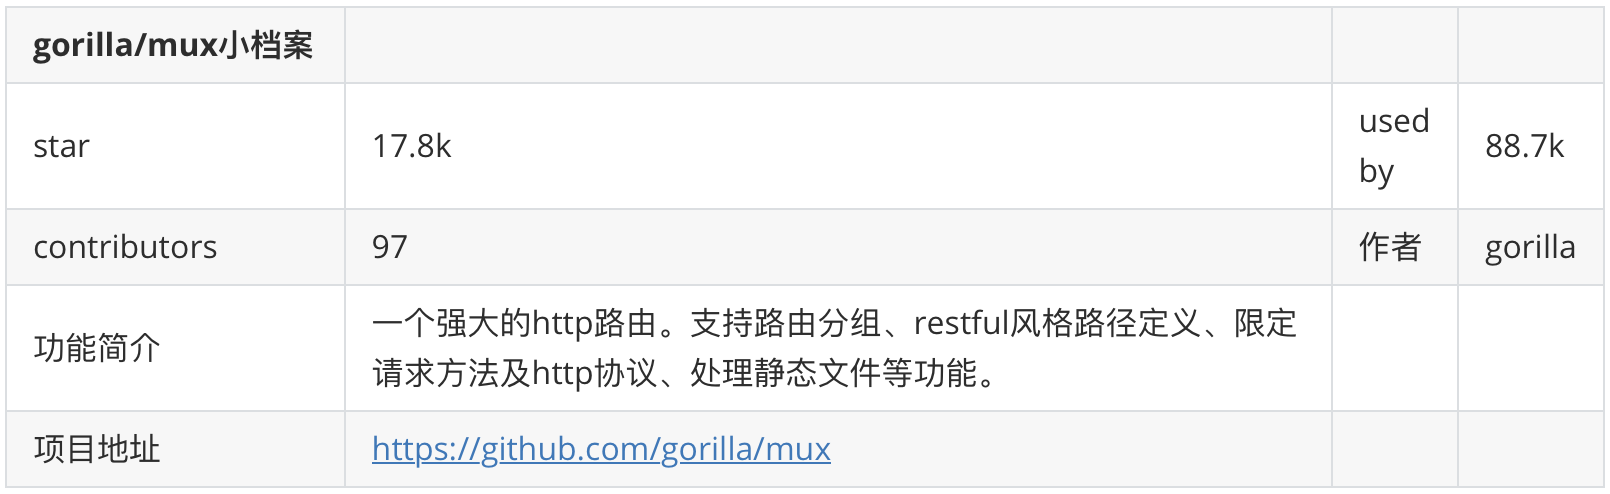 gorilla/mux小档案
star
17.8k
used
by
88.7k
contributors
97
作者
gorilla
功能简介
一个强大的http路由。支持路由分组、restful风格路径定义、限定
请求方法及http协议、处理静态文件等功能。
项目地址
https://github.com/gorilla/mux